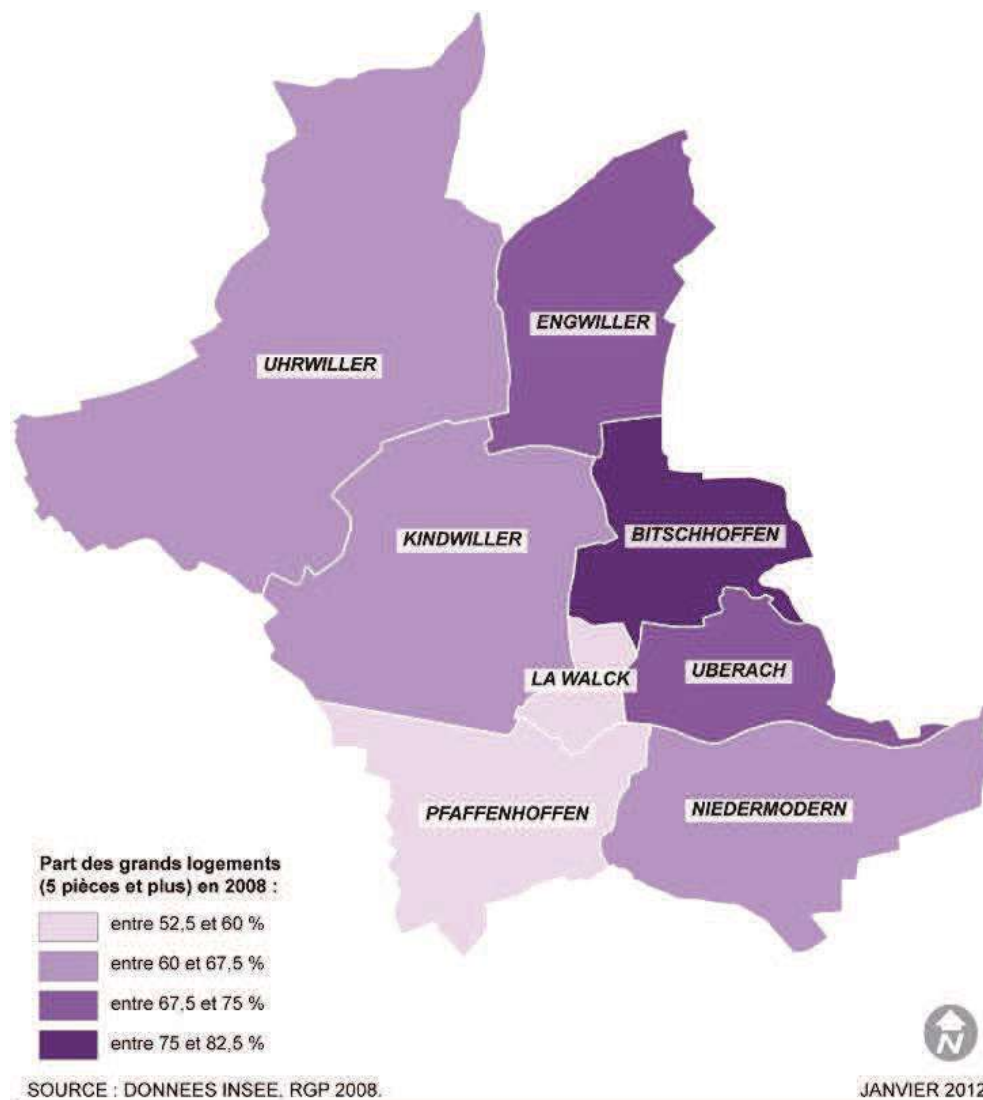 ENGWILLER
UHRWILLER
KINDWILLER
BITSCHHOFFEN
LA WALCK
UBERACH
PFAFFENHOFFEN
NIEDERMODERN
Part des grands logements
(5 pièces et plus) en 2008 :
entre 52,5 et 60 %
entre 60 et 67,5 %
entre 67,5 et 75 %
entre 75 et 82,5 %
N
SOURCE : DONNEES INSEE, RGP 2008.
JANVIER 2012